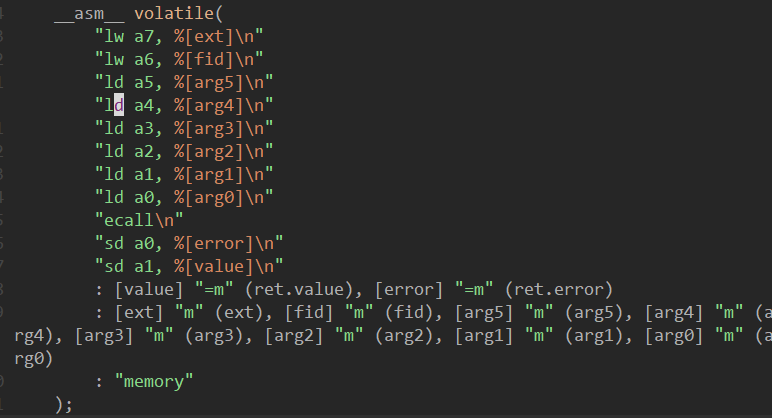 __asm__ volatile(
"lw a7, %[ext]\n"
"lw a6, %[fid]\n"
"ld a5, %[arg5]\n"
"ld a4, %[arg4]\n"
"ld a3, %[arg3]\n"
"ld a2, %[arg2]\n"
"ld a1, %[arg1]\n"
"ld a0, %[arg0]\n"
"ecall\n"
"sd a0, %[error]\n"
"sd a1, %[value]\n"
: [value] "=m" (ret.value), [error] "=m" (ret.error)
: [ext] "m" (ext), [fid] "m" (fid), [arg5] "m" (arg5), [arg4] "m" (a
rg4), [arg3] "m" (arg3), [arg2] "m" (arg2), [arg1] "m" (arg1), [arg0] "m" (a
rg0)
: "memory"
);